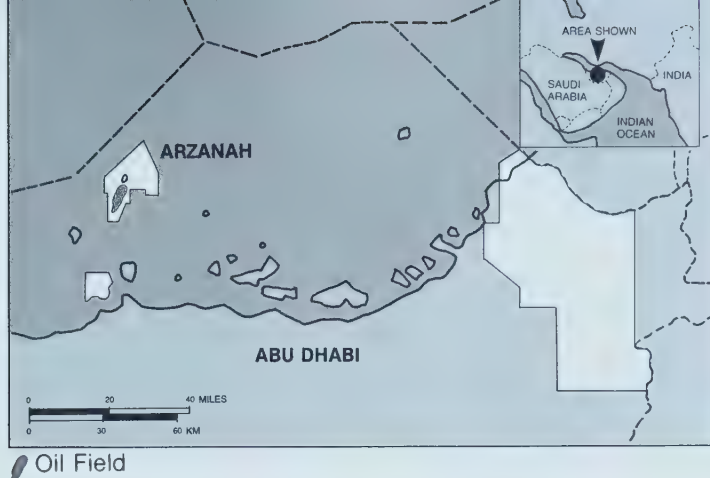 AREA SHOWN
SAUDI
ARABIA
INDIA
INDIAN
OCEAN
ARZANAH
ABU DHABI
0 20 40 MILES
0 30 60 KM
Oil Field